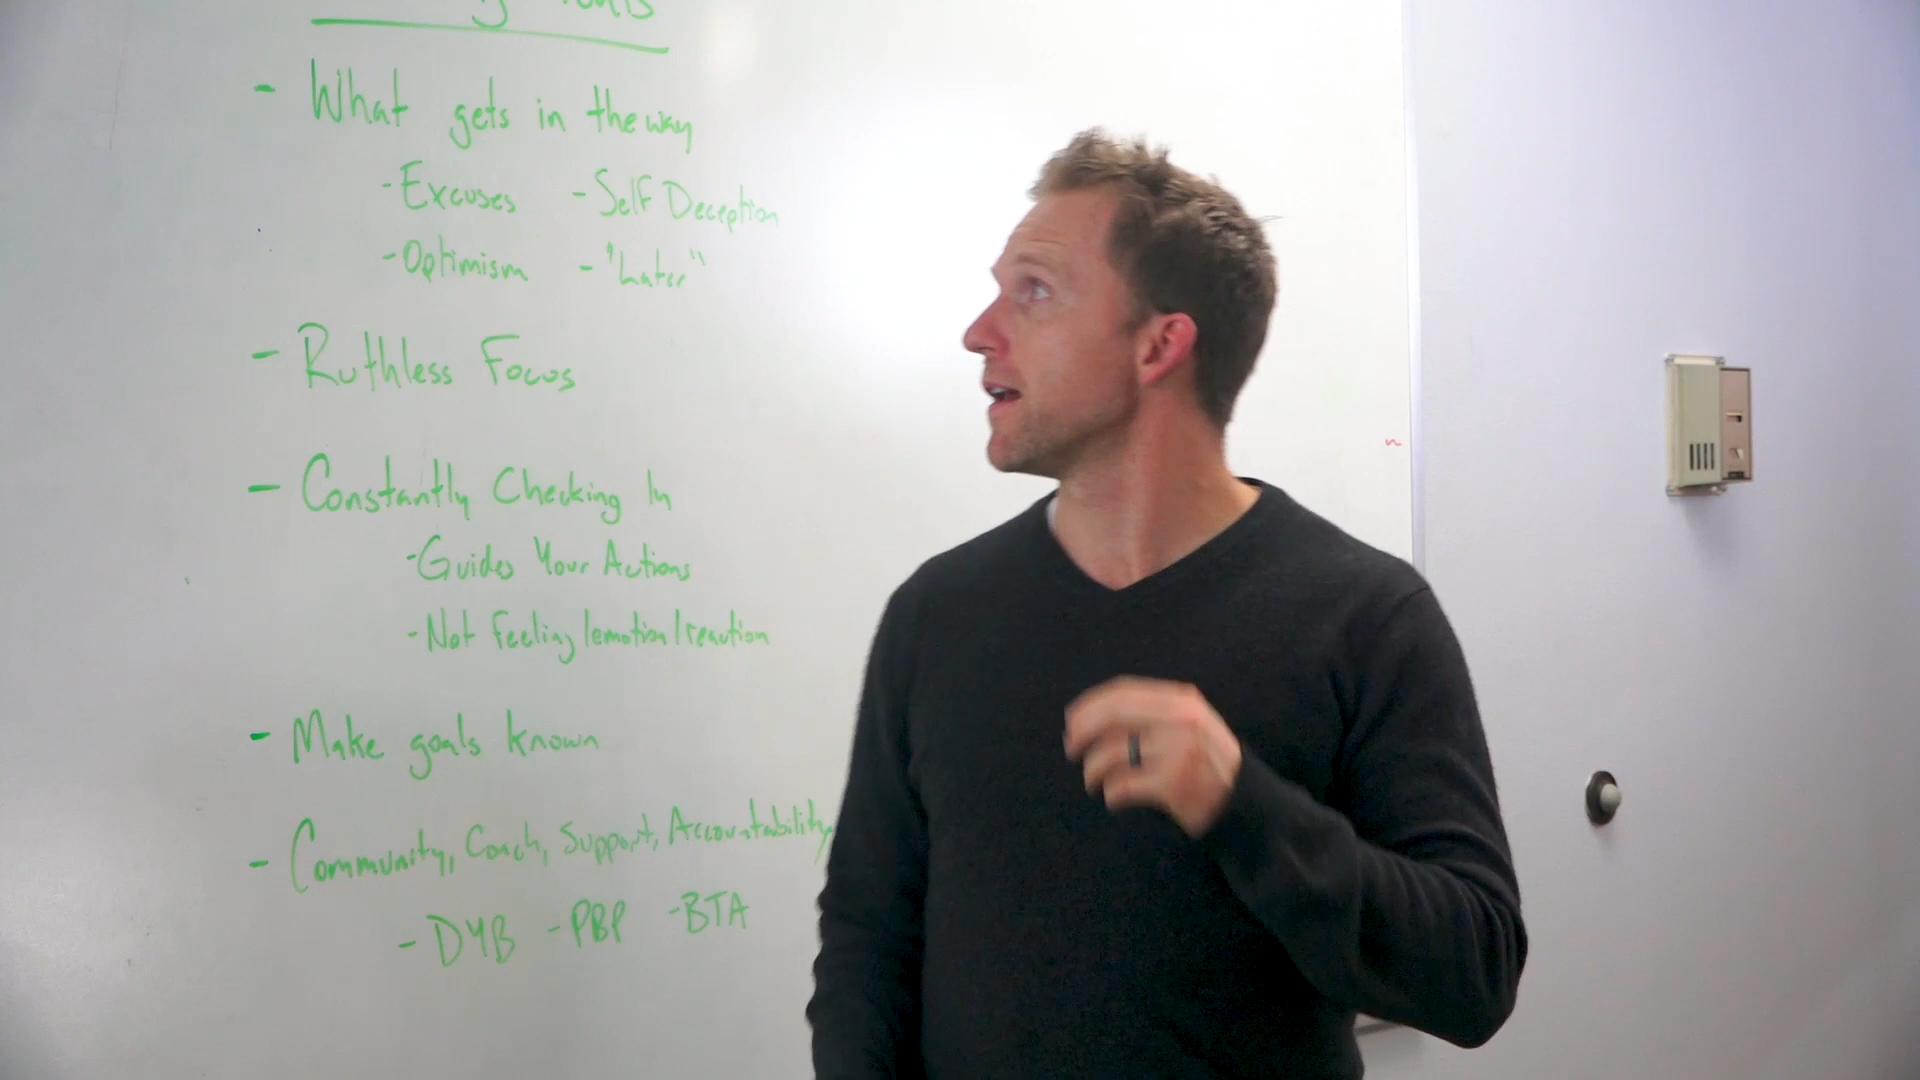 - What gets in the way
- Excuses - Self Deception
- Optimism - "Later"
- Ruthless Focus
- Constantly Checking In
- Guides Your Actions
- Not feeling/emotion/reaction
- Make goals known
- Community, Coach, Support, Accountability
- DYB - PBP - BTA